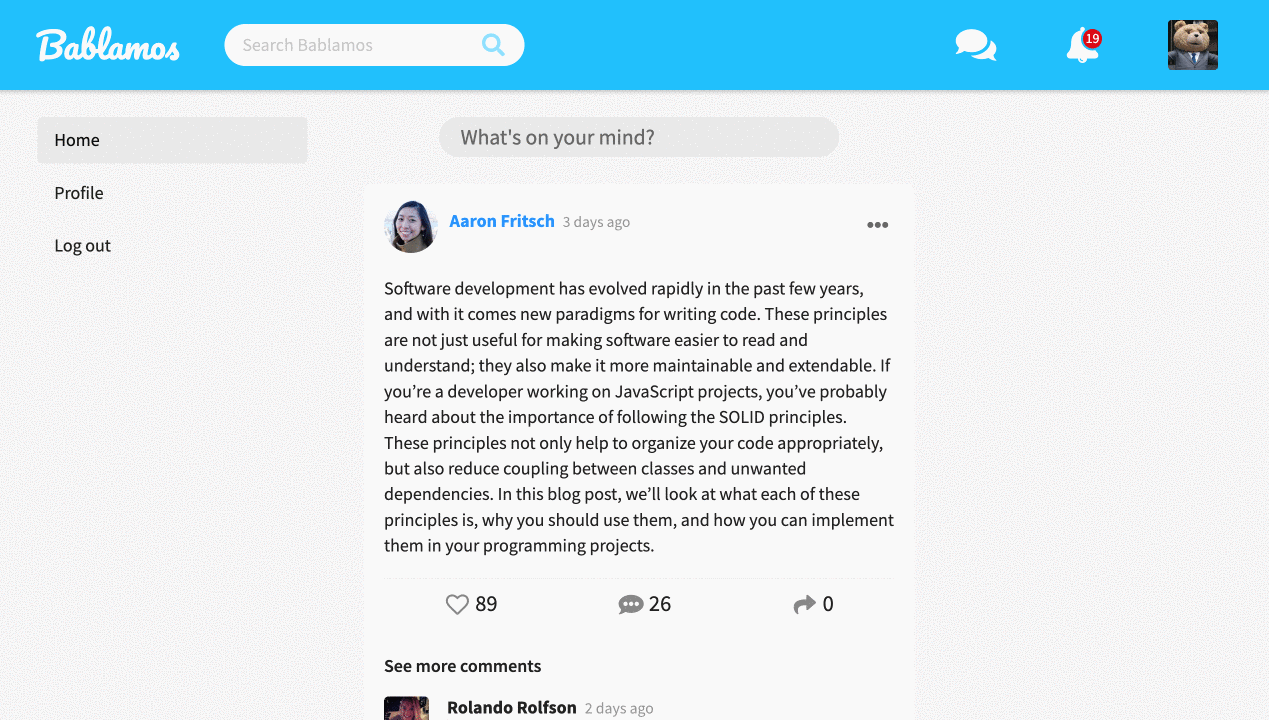 Bablamos
Search Bablamos
19
Home
Profile
Log out
What's on your mind?
Aaron Fritsch 3 days ago
Software development has evolved rapidly in the past few years,
and with it comes new paradigms for writing code. These principles
are not just useful for making software easier to read and
understand; they also make it more maintainable and extendable. If
you’re a developer working on JavaScript projects, you’ve probably
heard about the importance of following the SOLID principles.
These principles not only help to organize your code appropriately,
but also reduce coupling between classes and unwanted
dependencies. In this blog post, we’ll look at what each of these
principles is, why you should use them, and how you can implement
them in your programming projects.
89 26 0
See more comments
Rolando Rolfson 2 days ago